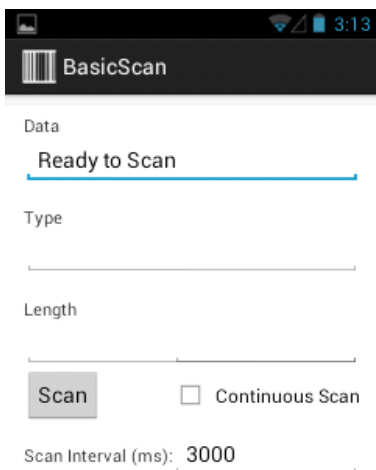 3:13
BasicScan
Data
Ready to Scan
Type
Length
Scan Continuous Scan
Scan Interval (ms): 3000